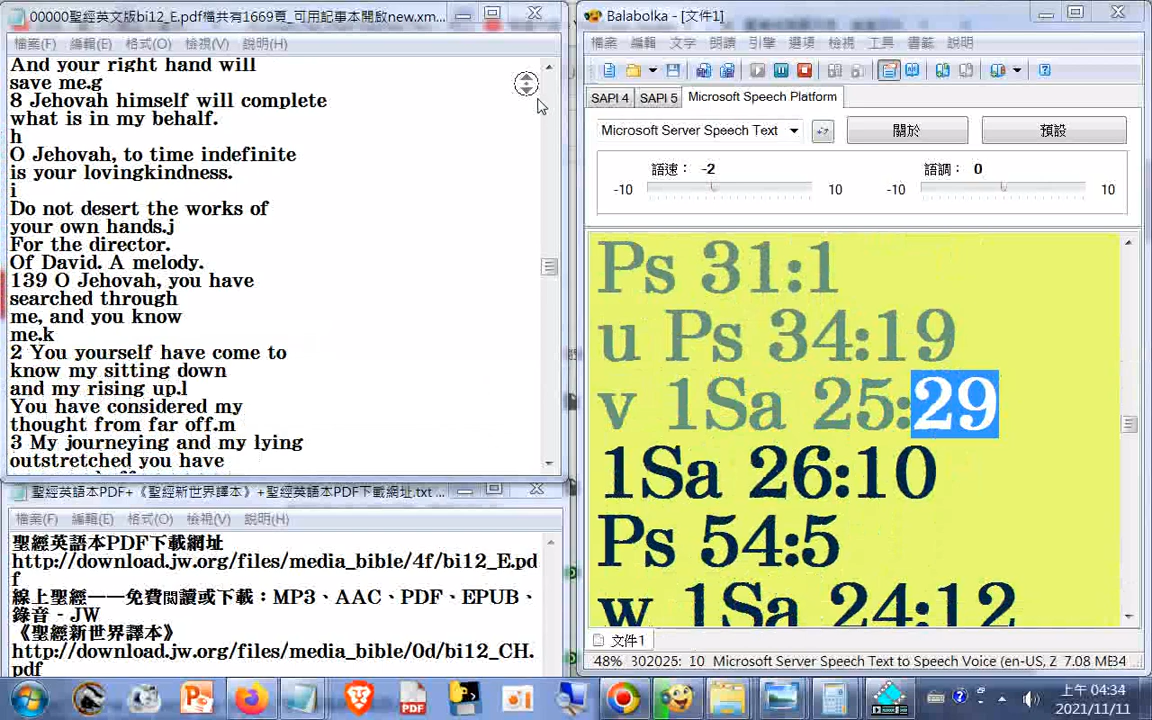 00000聖經英文版bi12_E.pdf檔共有1669頁_可用記事本開啟new.xm...
檔案(F) 編輯(E) 格式(O) 檢視(V) 說明(H)
And your right hand will
save me.g
8 Jehovah himself will complete
what is in my behalf.
h
O Jehovah, to time indefinite
is your lovingkindness.
i
Do not desert the works of
your own hands.j
For the director.
Of David. A melody.
139 O Jehovah, you have
searched through
me, and you know
me.k
2 You yourself have come to
know my sitting down
and my rising up.l
You have considered my
thought from far off.m
3 My journeying and my lying
outstretched you have
聖經英語本PDF+《聖經新世界譯本》+聖經英語本PDF下載網址.txt ...
檔案(F) 編輯(E) 格式(O) 檢視(V) 說明(H)
聖經英語本PDF下載網址
http://download.jw.org/files/media_bible/4f/bi12_E.pd
f
線上聖經——免費閱讀或下載：MP3、AAC、PDF、EPUB、
錄音 - JW
《聖經新世界譯本》
http://download.jw.org/files/media_bible/0d/bi12_CH.
pdf
Balabolka - [文件1]
檔案 編輯 文字 朗讀 引擎 選項 檢視 工具 書籤 說明
SAPI 4 SAPI 5 Microsoft Speech Platform
Microsoft Server Speech Text 關於 預設
語速： -2 語調： 0
-10 10 -10 10
Ps 31:1
u Ps 34:19
v 1Sa 25:29
1Sa 26:10
Ps 54:5
w 1Sa 24:12
文件1
48% 302025: 10 Microsoft Server Speech Text to Speech Voice (en-US, Z 7.08 MB
上午 04:34
2021/11/11